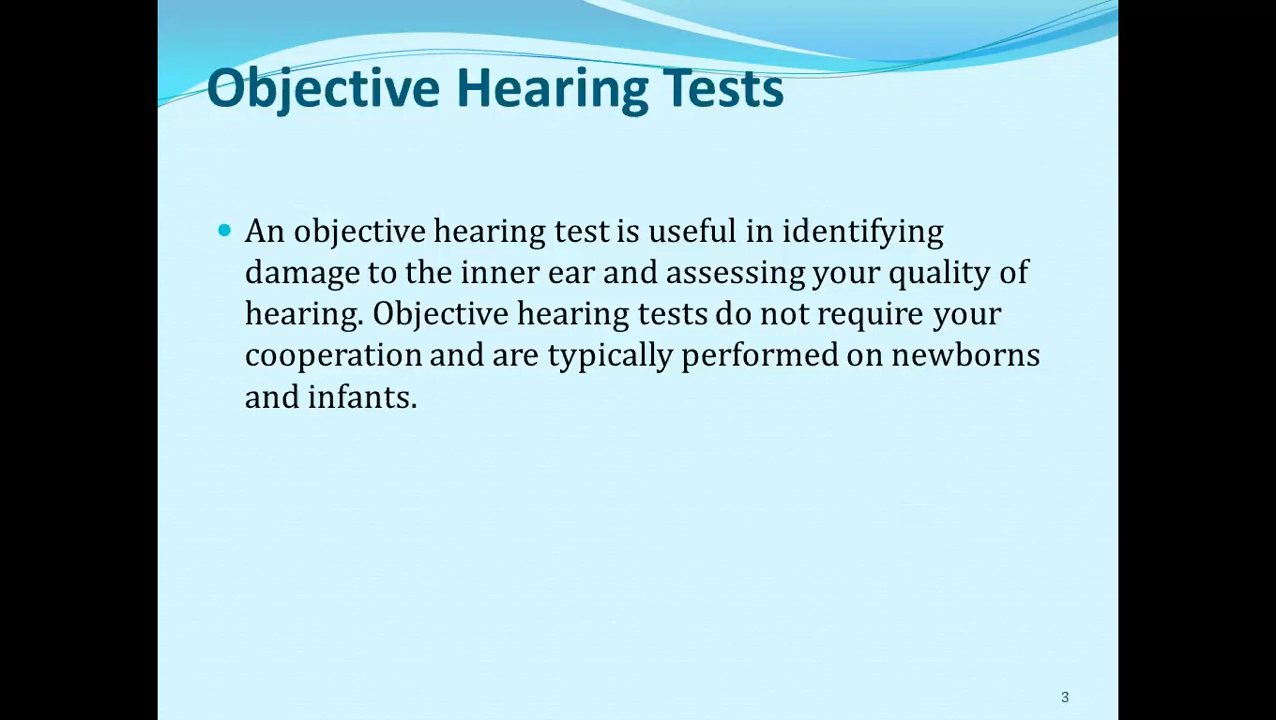 Objective Hearing Tests
• An objective hearing test is useful in identifying
damage to the inner ear and assessing your quality of
hearing. Objective hearing tests do not require your
cooperation and are typically performed on newborns
and infants.
3